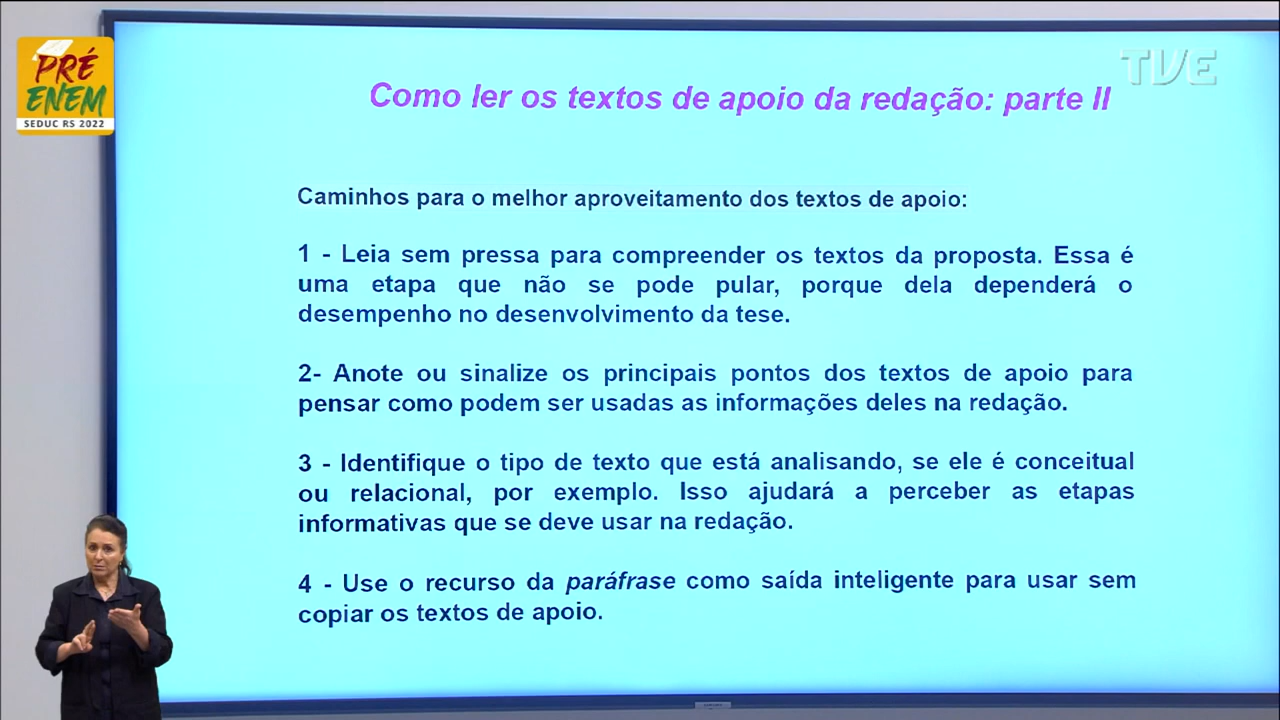 PRÉ
ENEM
SEDUC RS 2022
TVE
Como ler os textos de apoio da redação: parte II
Caminhos para o melhor aproveitamento dos textos de apoio:
1 - Leia sem pressa para compreender os textos da proposta. Essa é
uma etapa que não se pode pular, porque dela dependerá o
desempenho no desenvolvimento da tese.
2- Anote ou sinalize os principais pontos dos textos de apoio para
pensar como podem ser usadas as informações deles na redação.
3 - Identifique o tipo de texto que está analisando, se ele é conceitual
ou relacional, por exemplo. Isso ajudará a perceber as etapas
informativas que se deve usar na redação.
4 - Use o recurso da paráfrase como saída inteligente para usar sem
copiar os textos de apoio.